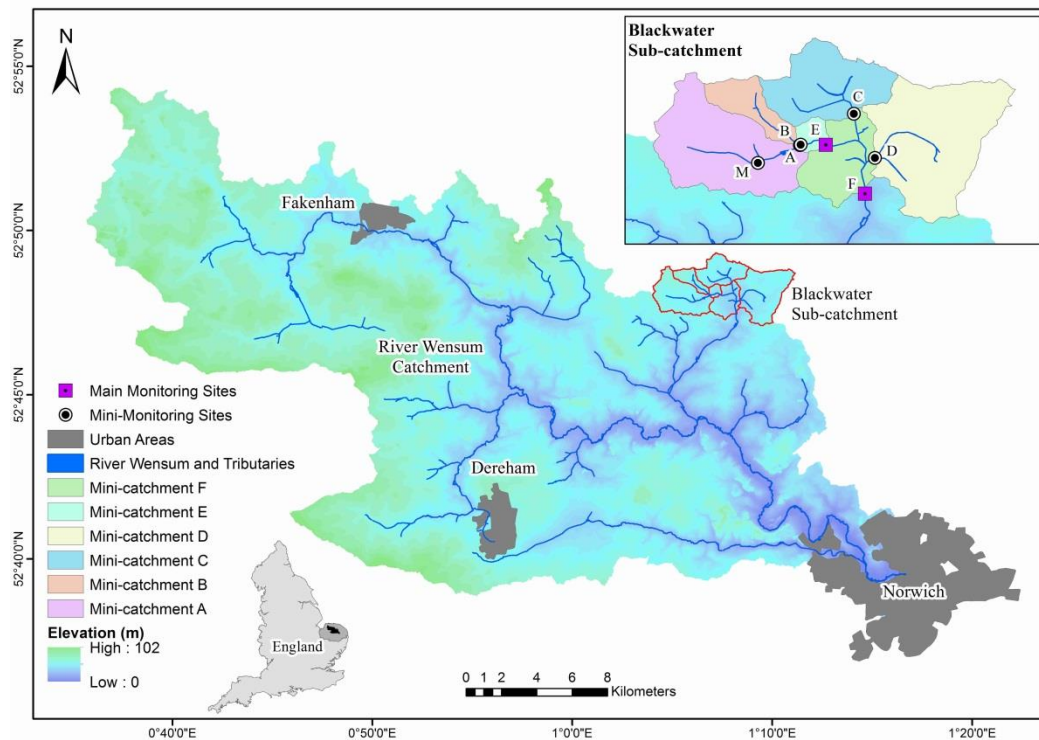 Blackwater
Sub-catchment
C
B
E
A
D
M
F
N
52°55'0"N
52°50'0"N
52°45'0"N
52°40'0"N
Fakenham
Blackwater
Sub-catchment
River Wensum
Catchment
Dereham
Norwich
Main Monitoring Sites
Mini-Monitoring Sites
Urban Areas
River Wensum and Tributaries
Mini-catchment F
Mini-catchment E
Mini-catchment D
Mini-catchment C
Mini-catchment B
Mini-catchment A
Elevation (m)
High : 102
Low : 0
England
0 1 2 4 6 8
Kilometers
0°40'0"E 0°50'0"E 1°00'0"E 1°10'0"E 1°20'0"E